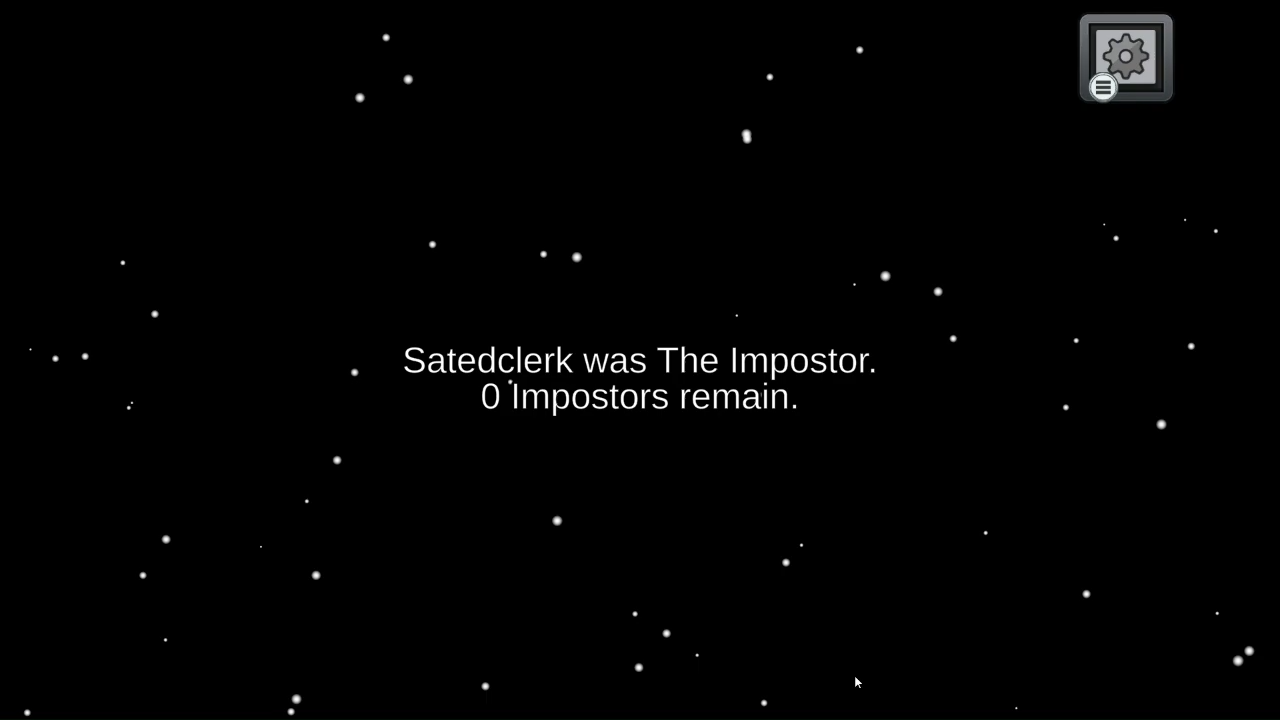 Satedclerk was The Impostor.
0 Impostors remain.